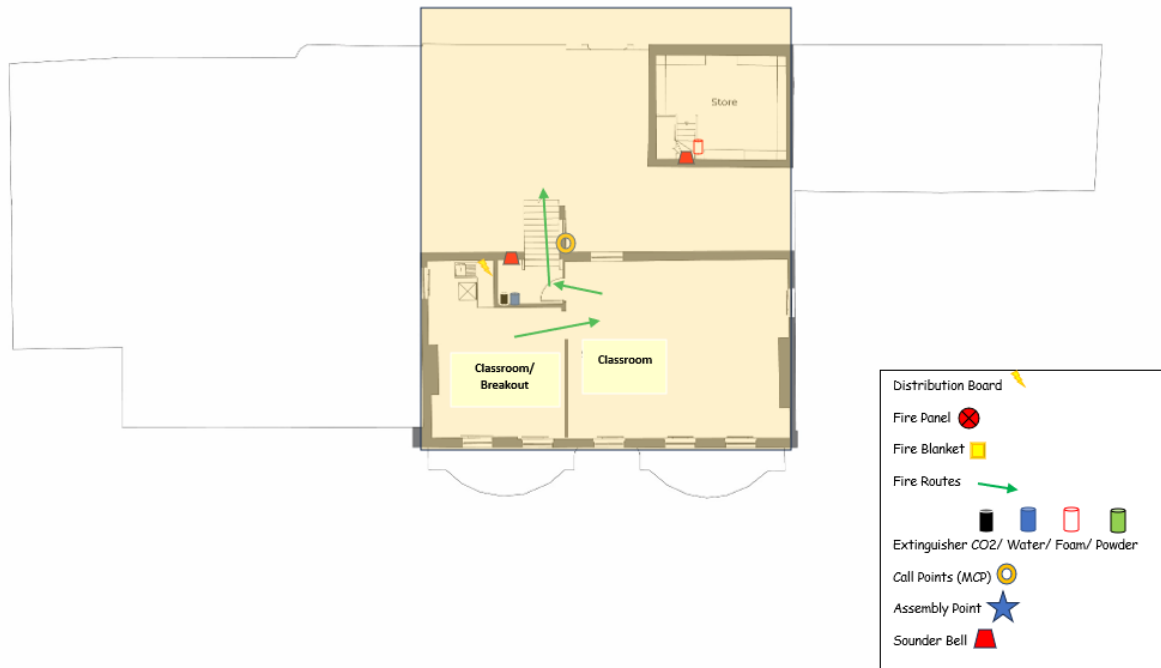 Store
Classroom/
Breakout
Classroom
Distribution Board
Fire Panel
Fire Blanket
Fire Routes
Extinguisher CO2/ Water/ Foam/ Powder
Call Points (MCP)
Assembly Point
Sounder Bell